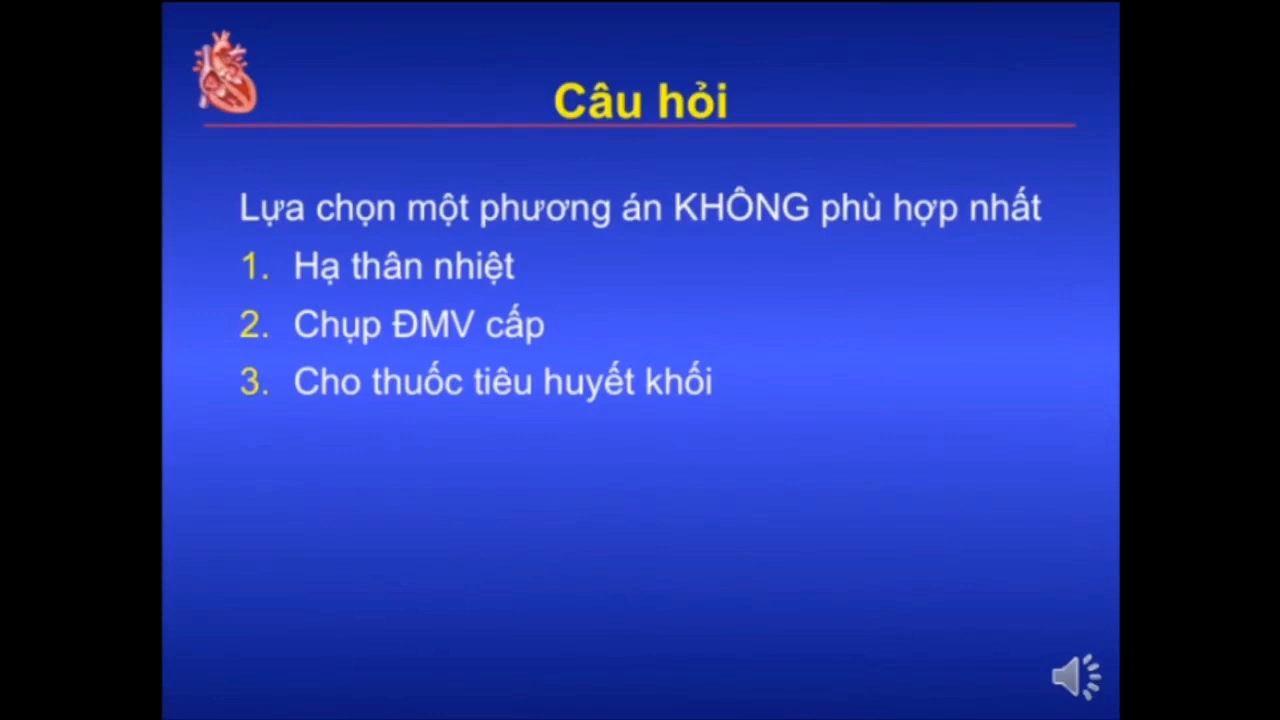 Câu hỏi
Lựa chọn một phương án KHÔNG phù hợp nhất
1. Hạ thân nhiệt
2. Chụp ĐMV cấp
3. Cho thuốc tiêu huyết khối